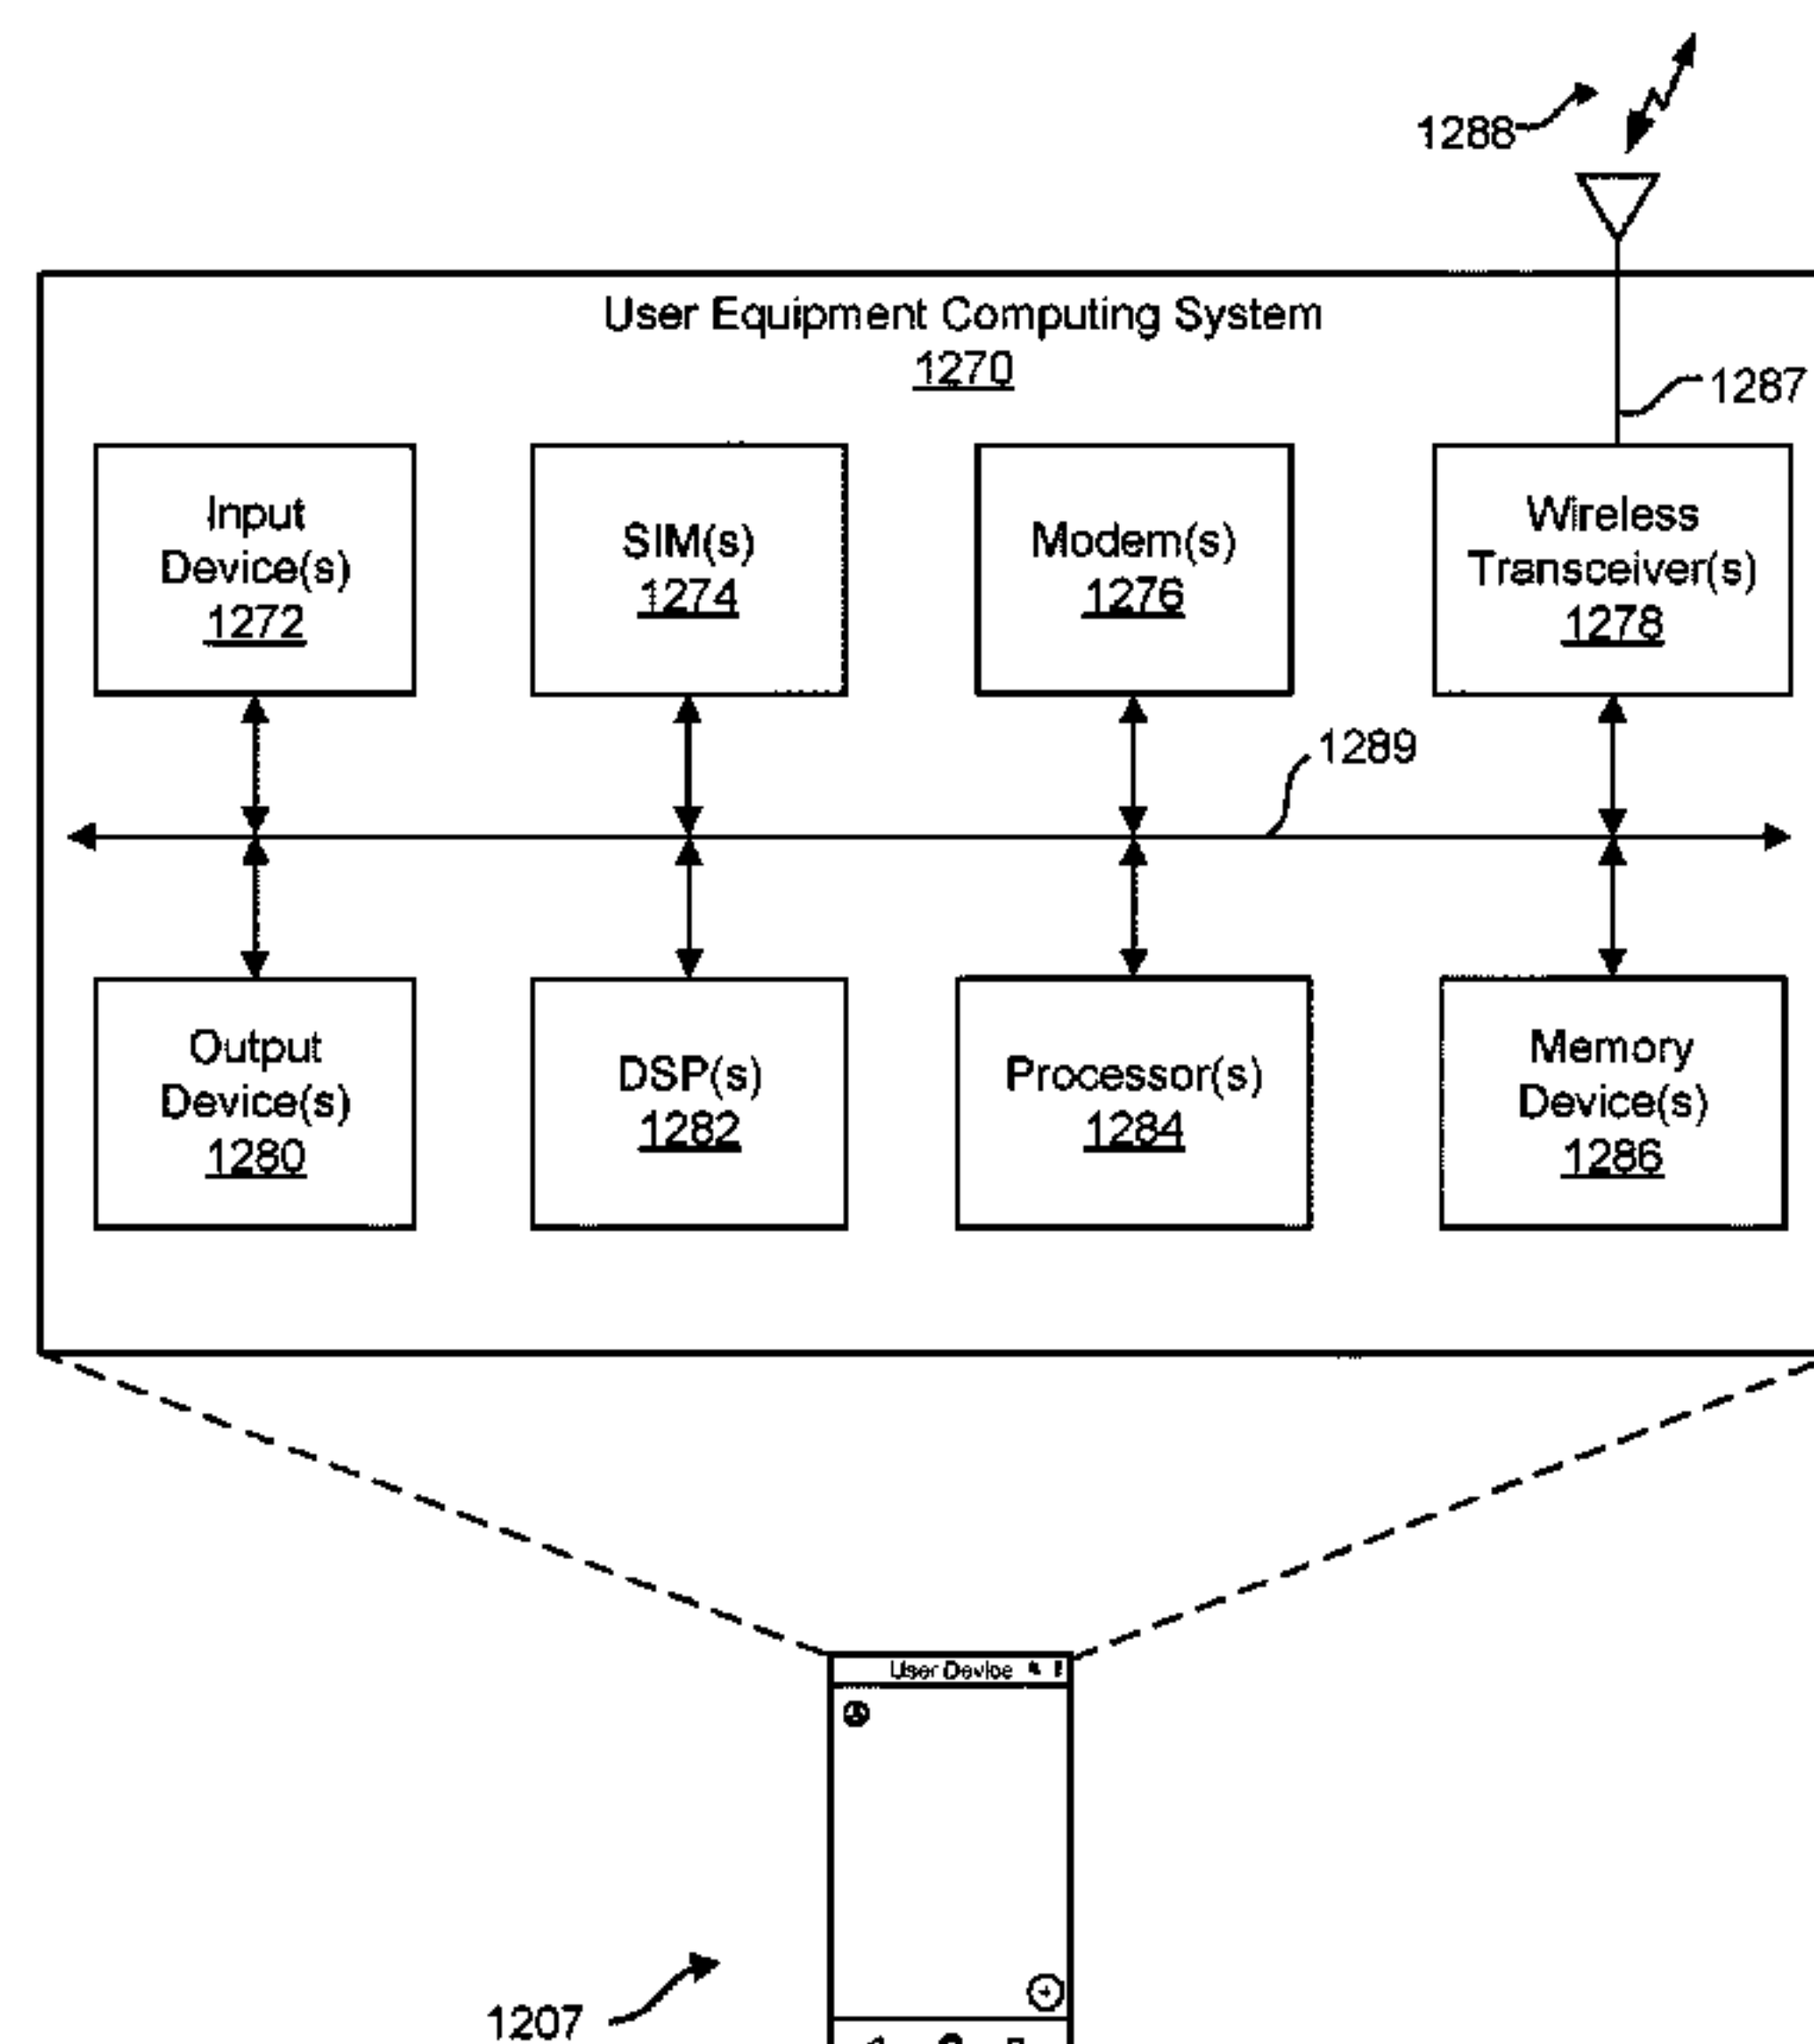 1288
User Equipment Computing System
1270
1287
Input
Device(s)
1272
SIM(s)
1274
Modem(s)
1276
Wireless
Transceiver(s)
1278
1289
Output
Device(s)
1280
DSP(s)
1282
Processor(s)
1284
Memory
Device(s)
1286
User Device
1207